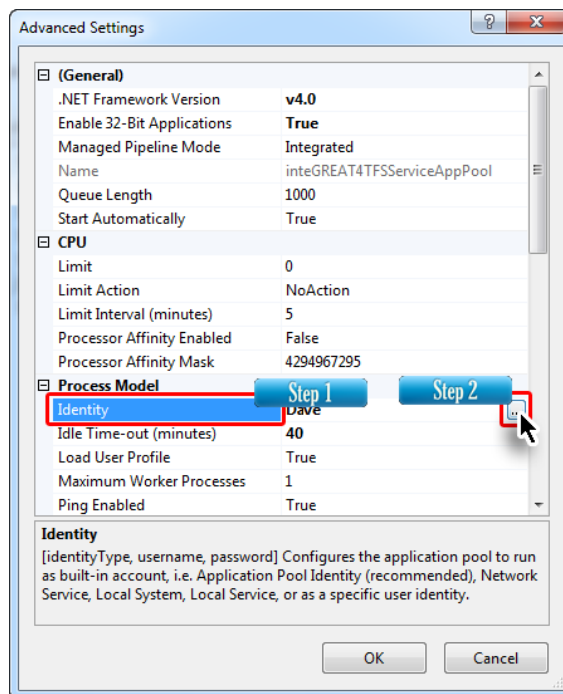 Advanced Settings
(General)
.NET Framework Version v4.0
Enable 32-Bit Applications True
Managed Pipeline Mode Integrated
Name inteGREAT4TFSServiceAppPool
Queue Length 1000
Start Automatically True
CPU
Limit 0
Limit Action NoAction
Limit Interval (minutes) 5
Processor Affinity Enabled False
Processor Affinity Mask 4294967295
Process Model
Step 1 Step 2
Identity Dave ...
Idle Time-out (minutes) 40
Load User Profile True
Maximum Worker Processes 1
Ping Enabled True
Identity
[identityType, username, password] Configures the application pool to run
as built-in account, i.e. Application Pool Identity (recommended), Network
Service, Local System, Local Service, or as a specific user identity.
OK Cancel